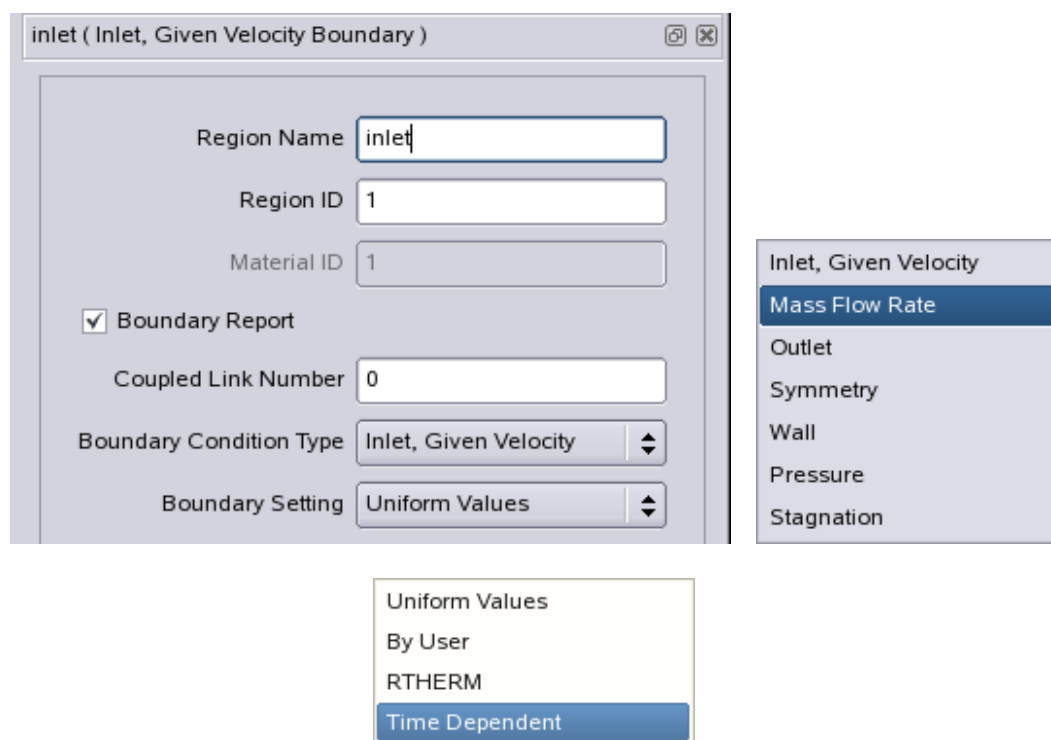 inlet ( Inlet, Given Velocity Boundary )
Region Name inlet
Region ID 1
Material ID 1
Boundary Report
Coupled Link Number 0
Boundary Condition Type Inlet, Given Velocity
Boundary Setting Uniform Values
Inlet, Given Velocity
Mass Flow Rate
Outlet
Symmetry
Wall
Pressure
Stagnation
Uniform Values
By User
RTHERM
Time Dependent